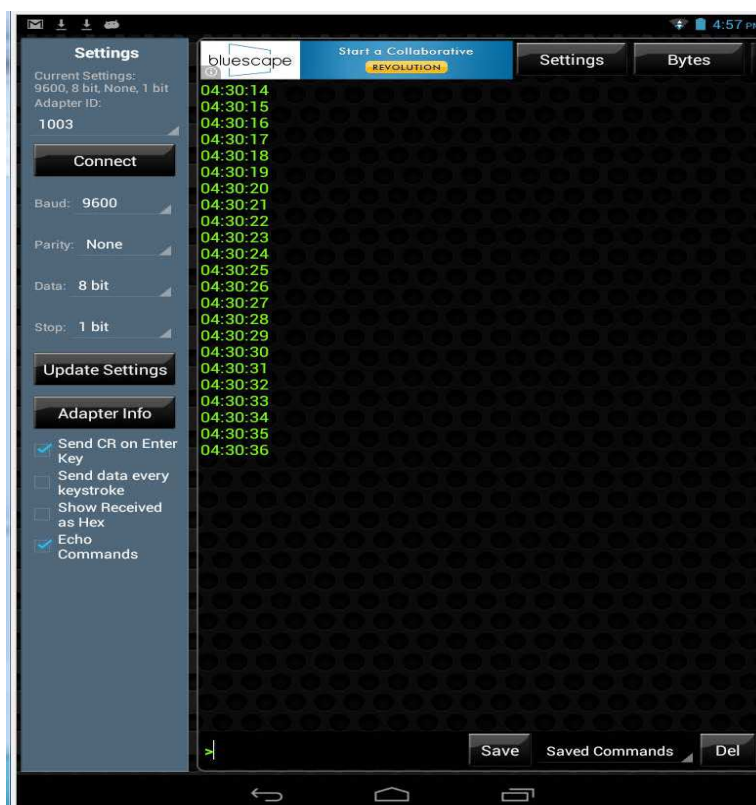 4:57 PM
Settings
Current Settings:
9600, 8 bit, None, 1 bit
Adapter ID:
1003
Connect
Baud: 9600
Parity: None
Data: 8 bit
Stop: 1 bit
Update Settings
Adapter Info
Send CR on Enter
Key
Send data every
keystroke
Show Received
as Hex
Echo
Commands
bluescape
Start a Collaborative
REVOLUTION
Settings
Bytes
04:30:14
04:30:15
04:30:16
04:30:17
04:30:18
04:30:19
04:30:20
04:30:21
04:30:22
04:30:23
04:30:24
04:30:25
04:30:26
04:30:27
04:30:28
04:30:29
04:30:30
04:30:31
04:30:32
04:30:33
04:30:34
04:30:35
04:30:36
>
Save
Saved Commands
Del